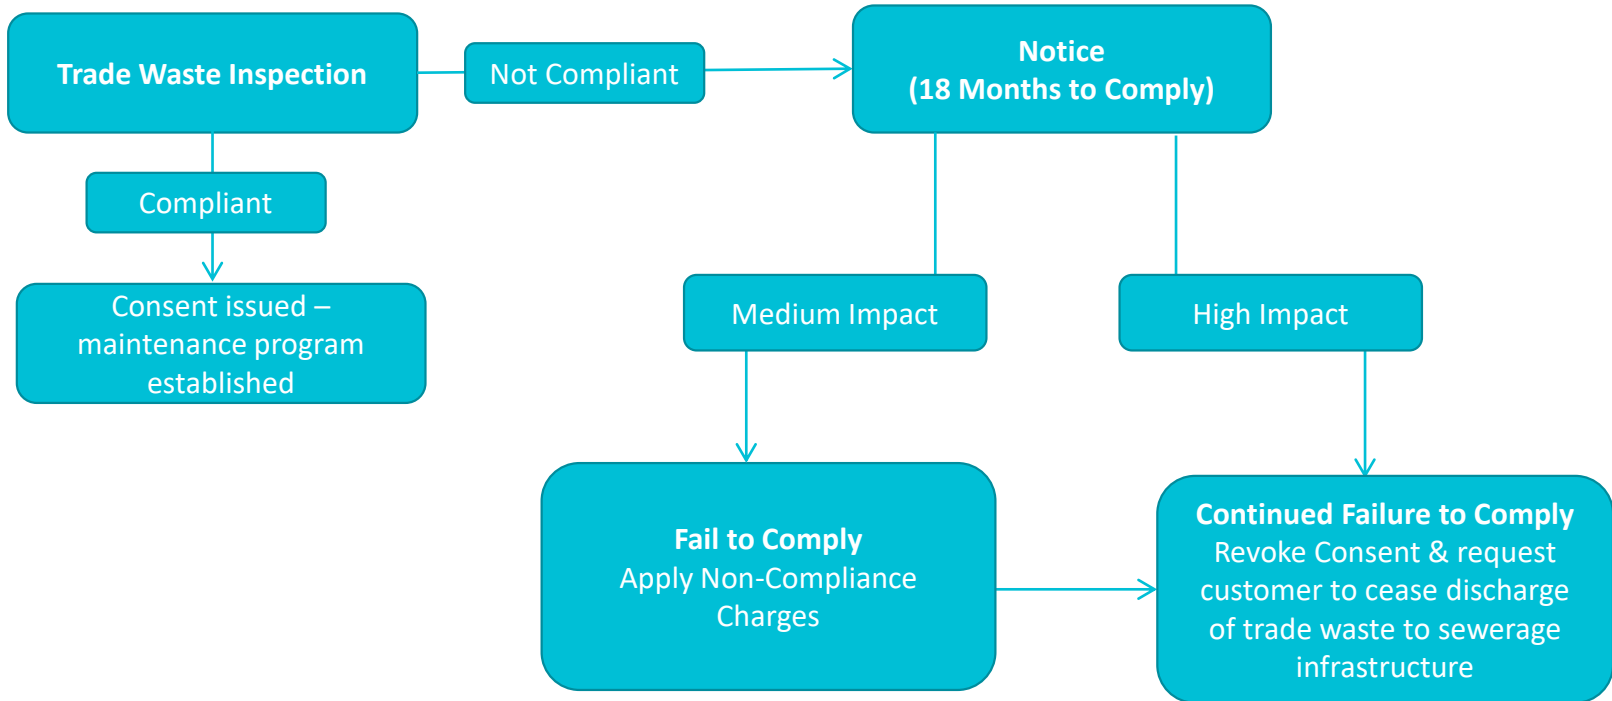 Trade Waste Inspection
Not Compliant
Notice
(18 Months to Comply)
Compliant
Consent issued –
maintenance program
established
Medium Impact
High Impact
Fail to Comply
Apply Non-Compliance
Charges
Continued Failure to Comply
Revoke Consent & request
customer to cease discharge
of trade waste to sewerage
infrastructure